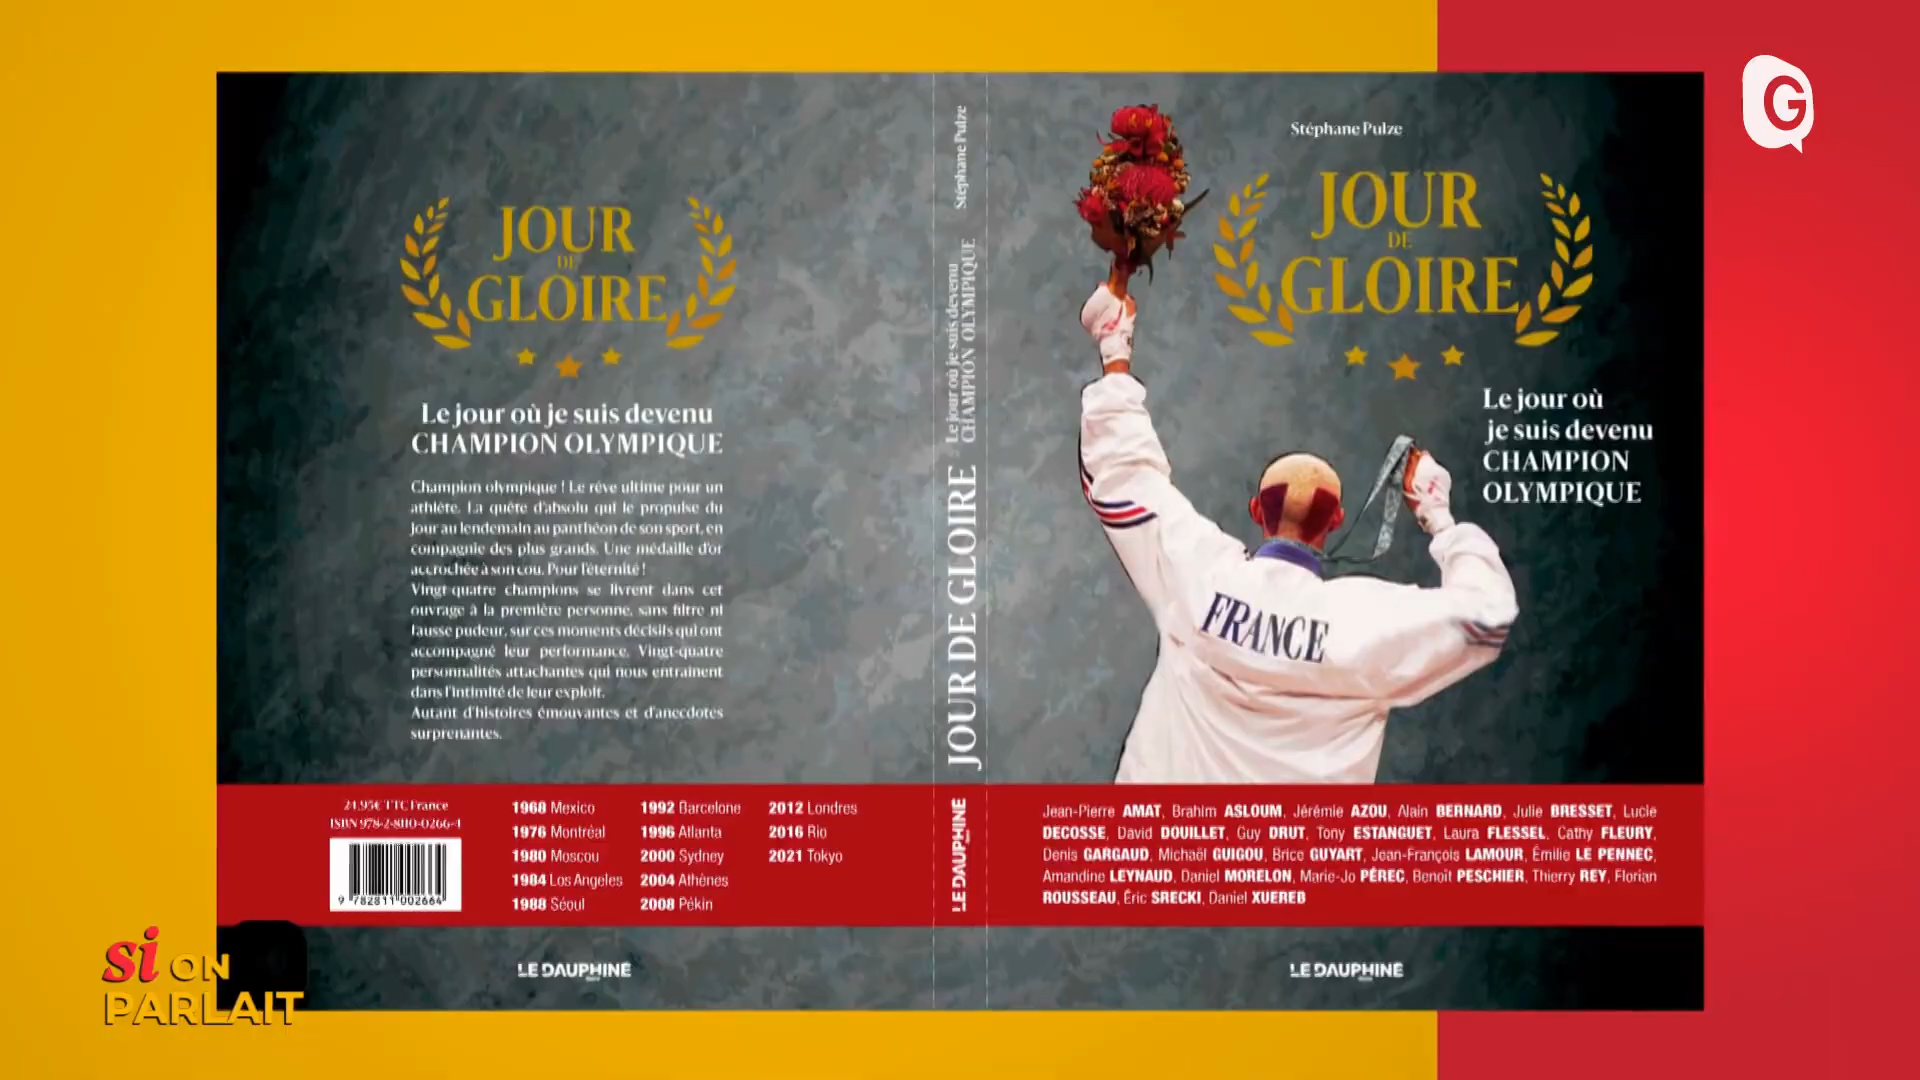 JOUR
DE
GLOIRE
Le jour où je suis devenu
CHAMPION OLYMPIQUE
Champion olympique ! Le rêve ultime pour un
athlète. La quête d'absolu qui le propulse du
jour au lendemain au panthéon de son sport, en
compagnie des plus grands. Une médaille d'or
accrochée à son cou. Pour l'éternité !
Vingt-quatre champions se livrent dans cet
ouvrage à la première personne, sans filtre ni
fausse pudeur, sur ces moments décisifs qui ont
accompagné leur performance. Vingt-quatre
personnalités attachantes qui nous entraînent
dans l'intimité de leur exploit.
Autant d'histoires émouvantes et d'anecdotes
surprenantes.
24,95€ TTC France
ISBN 978-2-8110-0266-4
9 782811 002664
1968 Mexico
1976 Montréal
1980 Moscou
1984 Los Angeles
1988 Séoul
1992 Barcelone
1996 Atlanta
2000 Sydney
2004 Athènes
2008 Pékin
2012 Londres
2016 Rio
2021 Tokyo
LE DAUPHINÉ
Stéphane Pulze
Le jour où je suis devenu
CHAMPION OLYMPIQUE
JOUR DE GLOIRE
LE DAUPHINÉ
Stéphane Pulze
JOUR
DE
GLOIRE
Le jour où
je suis devenu
CHAMPION
OLYMPIQUE
FRANCE
Jean-Pierre AMAT, Brahim ASLOUM, Jérémie AZOU, Alain BERNARD, Julie BRESSET, Lucie
DECOSSE, David DOUILLET, Guy DRUT, Tony ESTANGUET, Laura FLESSEL, Cathy FLEURY,
Denis GARGAUD, Michaël GUIGOU, Brice GUYART, Jean-François LAMOUR, Émilie LE PENNEC,
Amandine LEYNAUD, Daniel MORELON, Marie-Jo PÉREC, Benoît PESCHIER, Thierry REY, Florian
ROUSSEAU, Éric SRECKI, Daniel XUEREB
LE DAUPHINÉ
G
si ON
PARLAIT